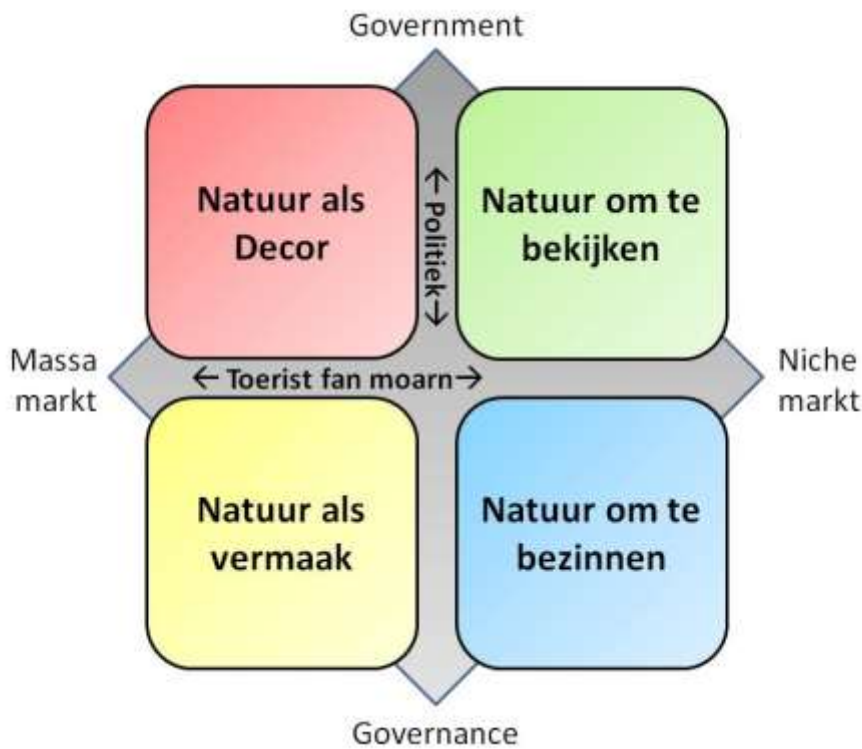 Government
Natuur als
Decor
← Politiek →
Natuur om te
bekijken
Massa
markt
← Toerist fan moarn →
Niche
markt
Natuur als
vermaak
Natuur om te
bezinnen
Governance